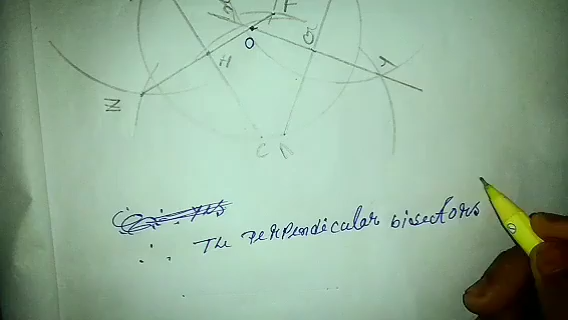 O
H
G
Y
Z
C
∴ The perpendicular bisectors